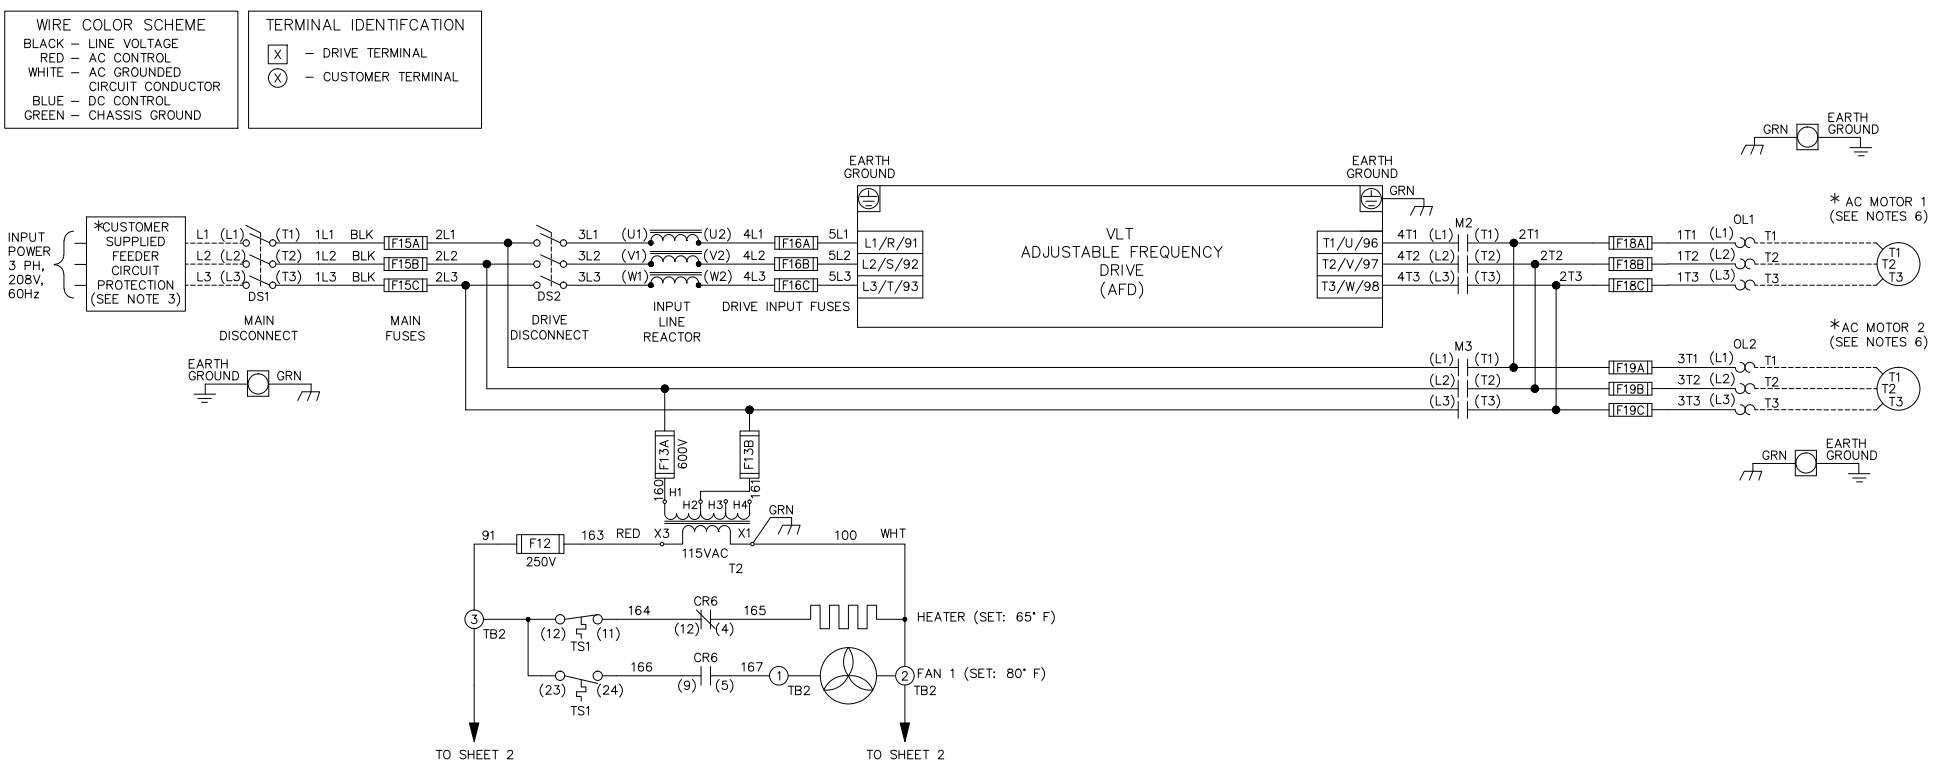 WIRE COLOR SCHEME
BLACK – LINE VOLTAGE
RED – AC CONTROL
WHITE – AC GROUNDED
CIRCUIT CONDUCTOR
BLUE – DC CONTROL
GREEN – CHASSIS GROUND
TERMINAL IDENTIFCATION
X – DRIVE TERMINAL
X – CUSTOMER TERMINAL
INPUT
POWER
3 PH,
208V,
60Hz
*CUSTOMER
SUPPLIED
FEEDER
CIRCUIT
PROTECTION
(SEE NOTE 3)
L1 (L1) (T1) 1L1 BLK F15A 2L1
L2 (L2) (T2) 1L2 BLK F15B 2L2
L3 (L3) (T3) 1L3 BLK F15C 2L3
DS1
MAIN
DISCONNECT
MAIN
FUSES
EARTH
GROUND
GRN
3L1 (U1) (U2) 4L1 F16A 5L1
3L2 (V1) (V2) 4L2 F16B 5L2
3L3 (W1) (W2) 4L3 F16C 5L3
DS2
DRIVE
DISCONNECT
INPUT
LINE
REACTOR
DRIVE INPUT FUSES
EARTH
GROUND
L1/R/91
L2/S/92
L3/T/93
VLT
ADJUSTABLE FREQUENCY
DRIVE
(AFD)
EARTH
GROUND
GRN
T1/U/96
T2/V/97
T3/W/98
M2
4T1 (L1) (T1) 2T1 F18A 1T1 (L1) T1
4T2 (L2) (T2) 2T2 F18B 1T2 (L2) T2
4T3 (L3) (T3) 2T3 F18C 1T3 (L3) T3
OL1
GRN
EARTH
GROUND
* AC MOTOR 1
(SEE NOTES 6)
T1
T2
T3
M3
(L1) (T1) F19A 3T1 (L1) T1
(L2) (T2) F19B 3T2 (L2) T2
(L3) (T3) F19C 3T3 (L3) T3
OL2
*AC MOTOR 2
(SEE NOTES 6)
T1
T2
T3
GRN
EARTH
GROUND
F13A
600V
F13B
160
161
H1
H2 H3 H4
GRN
91 F12 163 RED X3 X1 100 WHT
250V
115VAC
T2
3
TB2
164
CR6
165
HEATER (SET: 65° F)
(12) (11)
TS1
(12) (4)
166
CR6
167
1
TB2
2
TB2
FAN 1 (SET: 80° F)
(23) (24)
TS1
(9) (5)
TO SHEET 2
TO SHEET 2